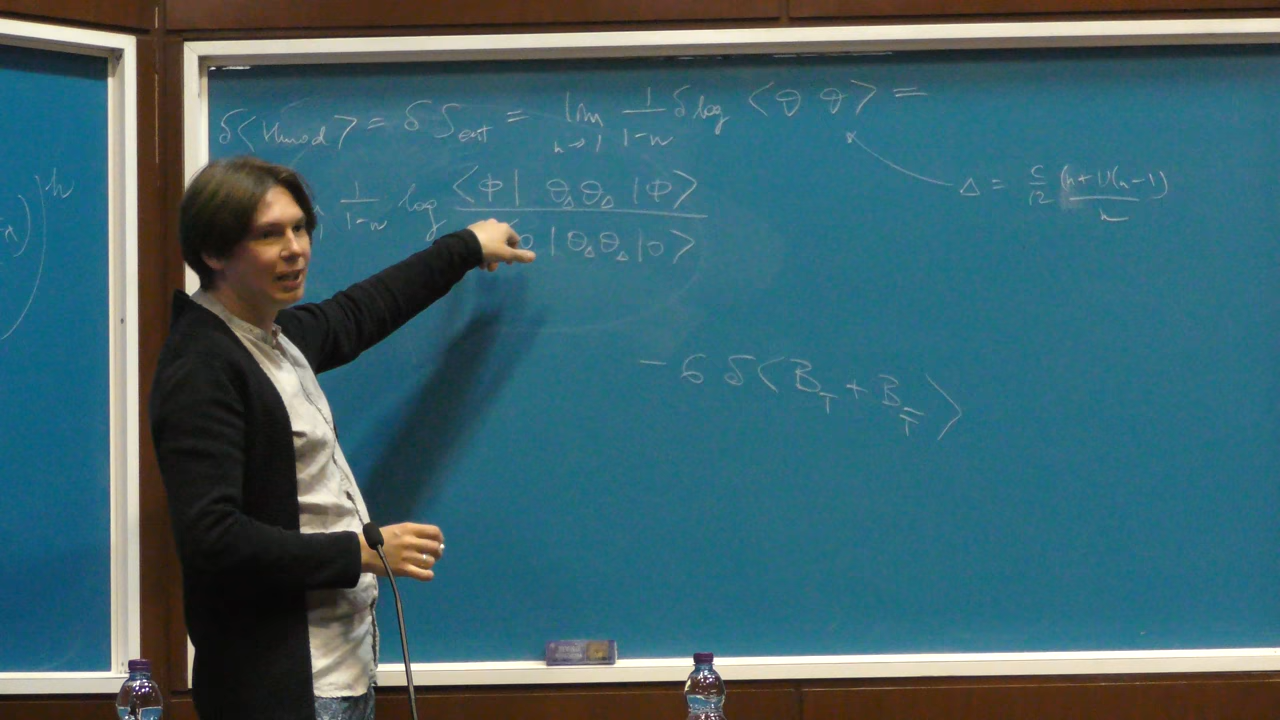 δ⟨H_mod⟩ = δS_ent = lim_{n→1} 1/(1-n) δ log ⟨Θ Θ⟩ =
Δ = c/12 (n+1)(n-1)/n
1/(1-n) log ⟨Φ| Θ_Δ Θ_Δ |Φ⟩ / ⟨0| Θ_Δ Θ_Δ |0⟩
- 6 δ⟨B_T + B_T̄⟩